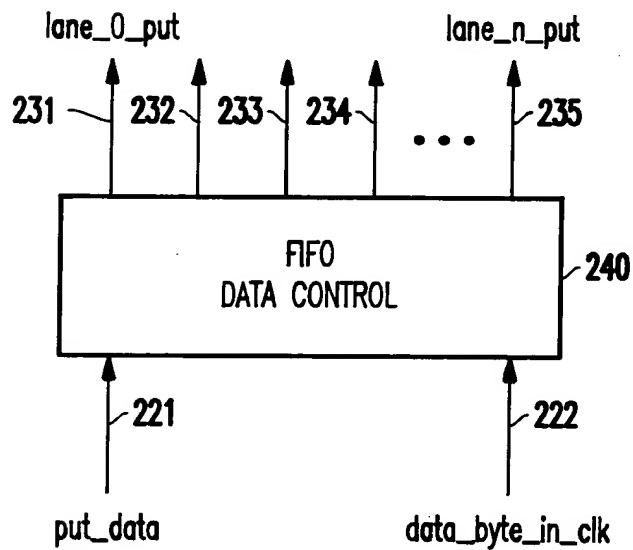 lane_0_put lane_n_put
231 232 233 234 235
FIFO
DATA CONTROL
240
221 222
put_data data_byte_in_clk